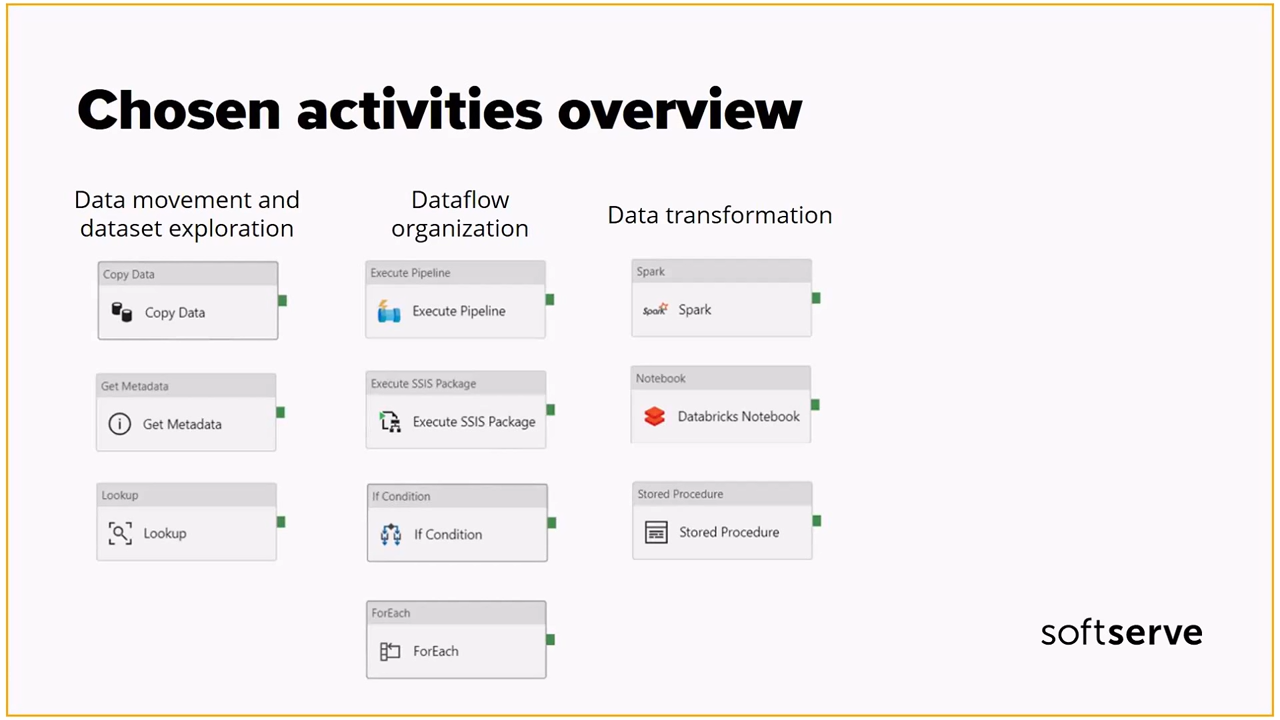 Chosen activities overview
Data movement and
dataset exploration
Copy Data
Copy Data
Get Metadata
Get Metadata
Lookup
Lookup
Dataflow
organization
Execute Pipeline
Execute Pipeline
Execute SSIS Package
Execute SSIS Package
If Condition
If Condition
ForEach
ForEach
Data transformation
Spark
Spark
Spark
Notebook
Databricks Notebook
Stored Procedure
Stored Procedure
softserve